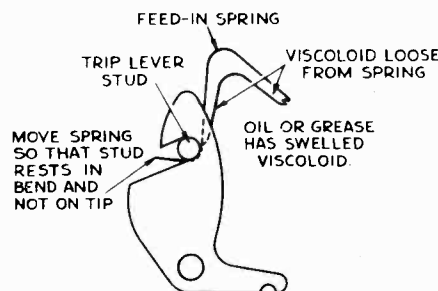 FEED-IN SPRING
TRIP LEVER
STUD
VISCOLOID LOOSE
FROM SPRING
MOVE SPRING
SO THAT STUD
RESTS IN
BEND AND
NOT ON TIP
OIL OR GREASE
HAS SWELLED
VISCOLOID.